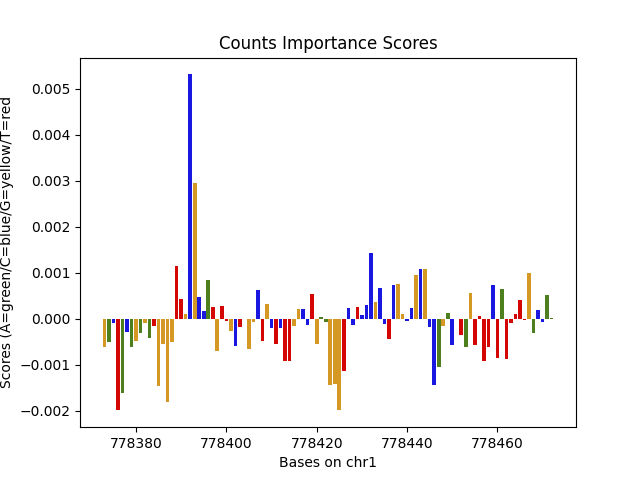 Counts Importance Scores
Scores (A=green/C=blue/G=yellow/T=red
0.005
0.004
0.003
0.002
0.001
0.000
−0.001
−0.002
778380 778400 778420 778440 778460
Bases on chr1